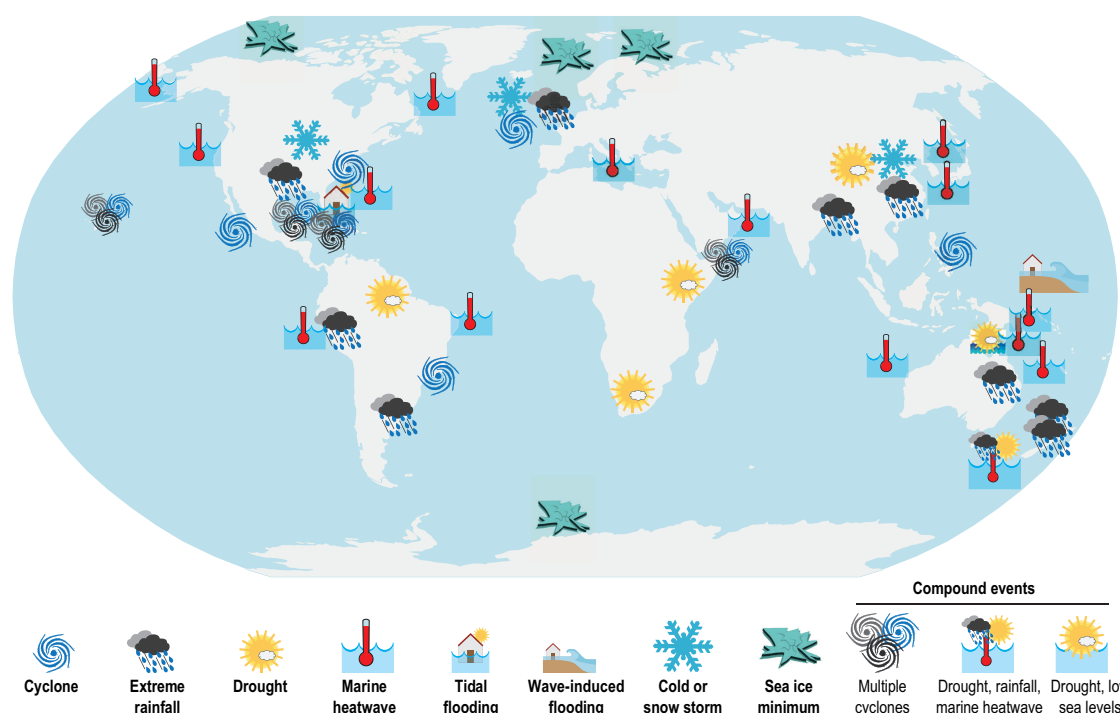 Compound events
Cyclone
Extreme
rainfall
Drought
Marine
heatwave
Tidal
flooding
Wave-induced
flooding
Cold or
snow storm
Sea ice
minimum
Multiple
cyclones
Drought, rainfall,
marine heatwave
Drought,
sea levels